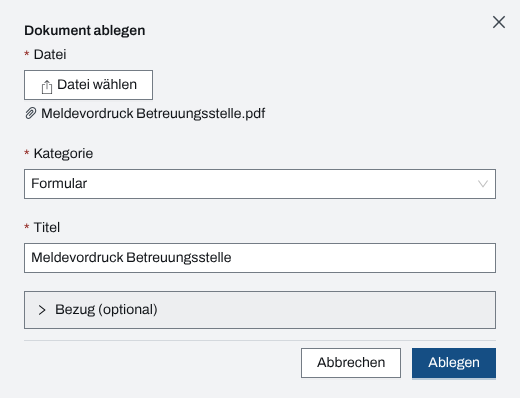 Dokument ablegen
* Datei
Datei wählen
Meldevordruck Betreuungsstelle.pdf
* Kategorie
Formular
* Titel
Meldevordruck Betreuungsstelle
Bezug (optional)
Abbrechen
Ablegen